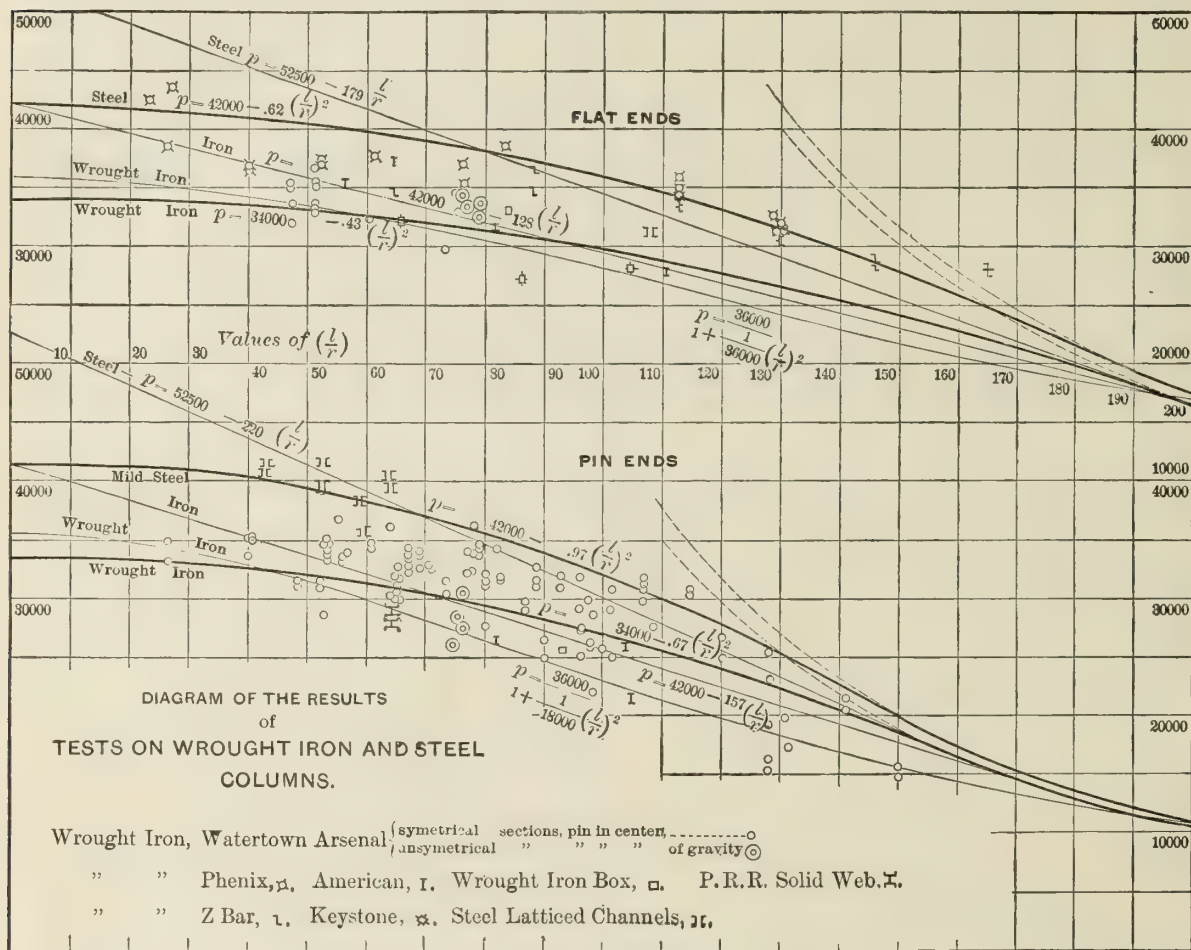 50000
60000
Steel p=52500-179 l/r
Steel p=42000-.62(l/r)²
FLAT ENDS
40000
40000
Iron p=
42000
-128(l/r)
Wrought Iron
Wrought Iron p=34000
-.43(l/r)²
30000
30000
p=36000
1+1/36000(l/r)²
Values of (l/r)
10 20 30 40 50 60 70 80 90 100 110 120 130 140 150 160 170 180 190 200
20000
50000
Steel-p=52500
-220(l/r)
PIN ENDS
10000
Mild Steel
p=42000-
.97(l/r)²
40000
40000
Iron
Wrought Iron
Wrought Iron
30000
30000
p=
34000-.67(l/r)²
p=42000-157(l/r)
p=36000
1+1/-18000(l/r)²
20000
DIAGRAM OF THE RESULTS
of
TESTS ON WROUGHT IRON AND STEEL
COLUMNS.
Wrought Iron, Watertown Arsenal {symetrical sections, pin in center,
unsymetrical " " " " of gravity
10000
" " Phenix, American, Wrought Iron Box, P.R.R. Solid Web.
" " Z Bar, Keystone, Steel Latticed Channels,